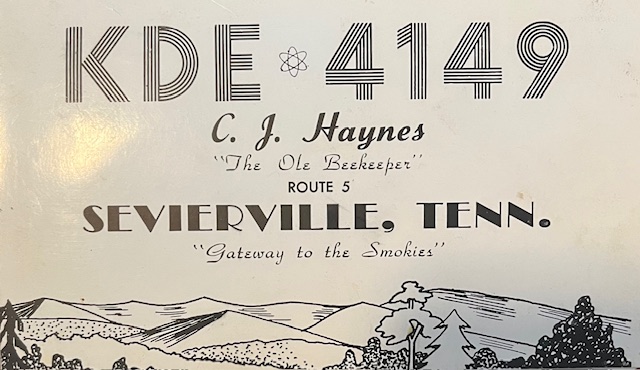 KDE 4149
C. J. Haynes
"The Ole Beekeeper"
ROUTE 5
SEVIERVILLE, TENN.
"Gateway to the Smokies"